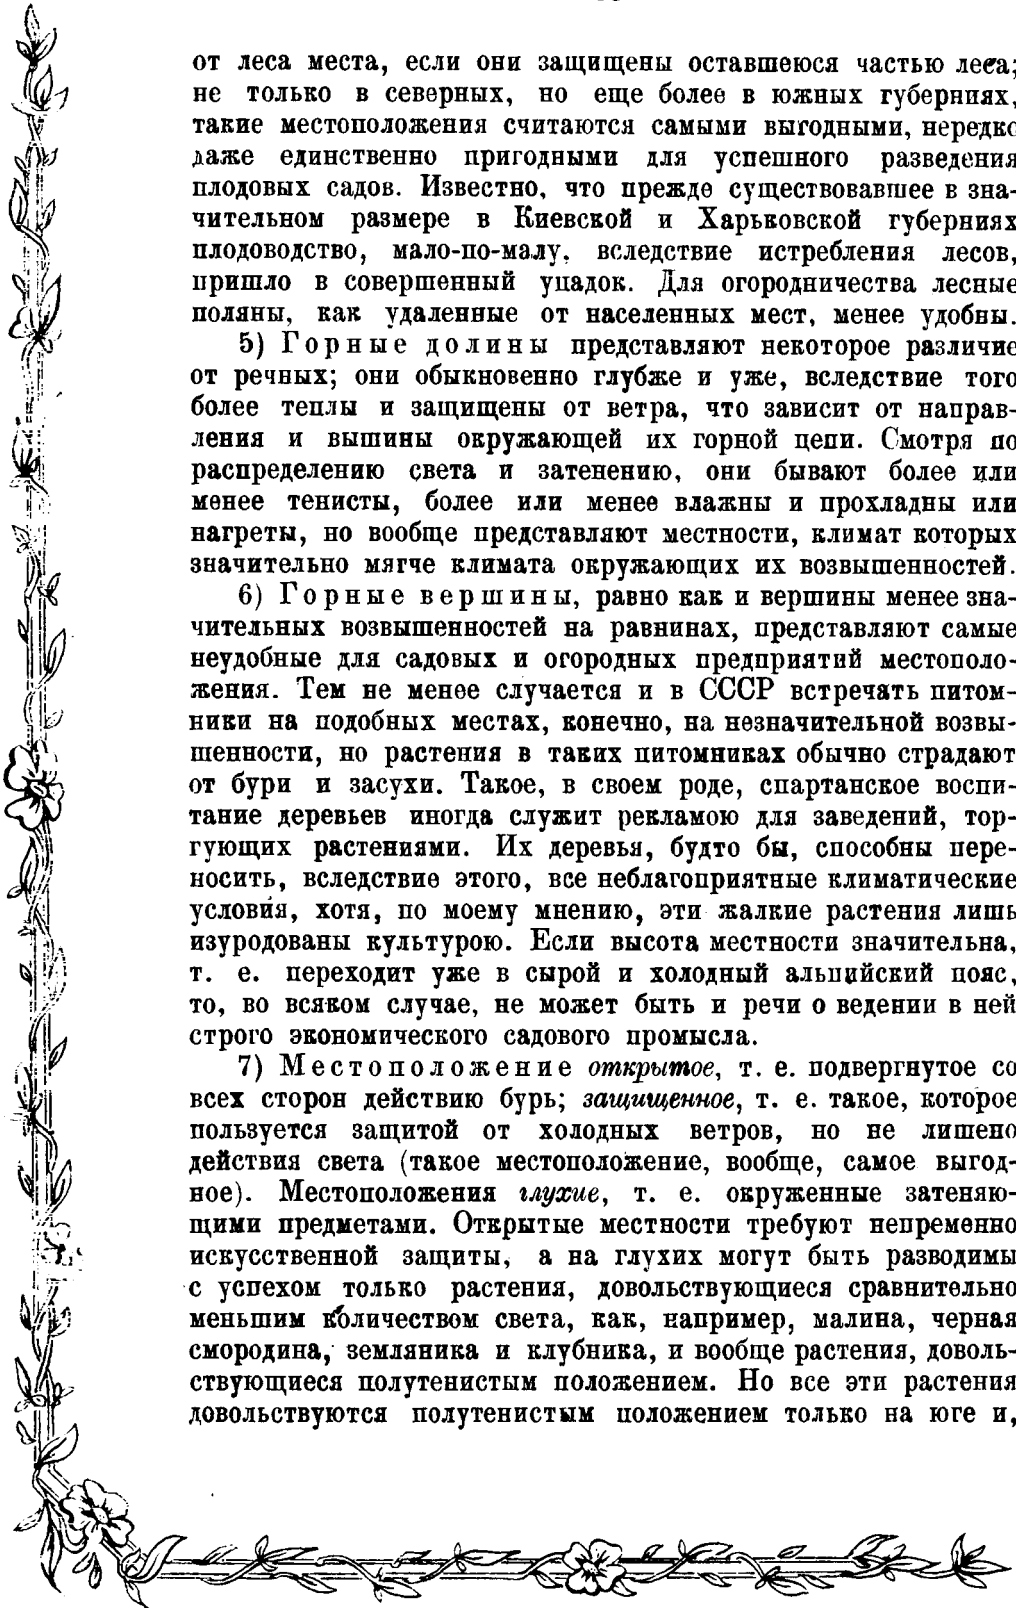 от леса места, если они защищены оставшеюся частью леса;
не только в северных, но еще более в южных губерниях,
такие местоположения считаются самыми выгодными, нередко
даже единственно пригодными для успешного разведения
плодовых садов. Известно, что прежде существовавшее в зна-
чительном размере в Киевской и Харьковской губерниях
плодоводство, мало-по-малу, вследствие истребления лесов,
пришло в совершенный упадок. Для огородничества лесные
поляны, как удаленные от населенных мест, менее удобны.
5) Горные долины представляют некоторое различие
от речных; они обыкновенно глубже и уже, вследствие того
более теплы и защищены от ветра, что зависит от направ-
ления и вышины окружающей их горной цепи. Смотря по
распределению света и затенению, они бывают более или
менее тенисты, более или менее влажны и прохладны или
нагреты, но вообще представляют местности, климат которых
значительно мягче климата окружающих их возвышенностей.
6) Горные вершины, равно как и вершины менее зна-
чительных возвышенностей на равнинах, представляют самые
неудобные для садовых и огородных предприятий местополо-
жения. Тем не менее случается и в СССР встречать питом-
ники на подобных местах, конечно, на незначительной возвы-
шенности, но растения в таких питомниках обычно страдают
от бури и засухи. Такое, в своем роде, спартанское воспи-
тание деревьев иногда служит рекламою для заведений, тор-
гующих растениями. Их деревья, будто бы, способны пере-
носить, вследствие этого, все неблагоприятные климатические
условия, хотя, по моему мнению, эти жалкие растения лишь
изуродованы культурою. Если высота местности значительна,
т. е. переходит уже в сырой и холодный альпийский пояс,
то, во всяком случае, не может быть и речи о ведении в ней
строго экономического садового промысла.
7) Местоположение открытое, т. е. подвергнутое со
всех сторон действию бурь; защищенное, т. е. такое, которое
пользуется защитой от холодных ветров, но не лишено
действия света (такое местоположение, вообще, самое выгод-
ное). Местоположения глухие, т. е. окруженные затеняю-
щими предметами. Открытые местности требуют непременно
искусственной защиты, а на глухих могут быть разводимы
с успехом только растения, довольствующиеся сравнительно
меньшим количеством света, как, например, малина, черная
смородина, земляника и клубника, и вообще растения, доволь-
ствующиеся полутенистым положением. Но все эти растения
довольствуются полутенистым положением только на юге и,